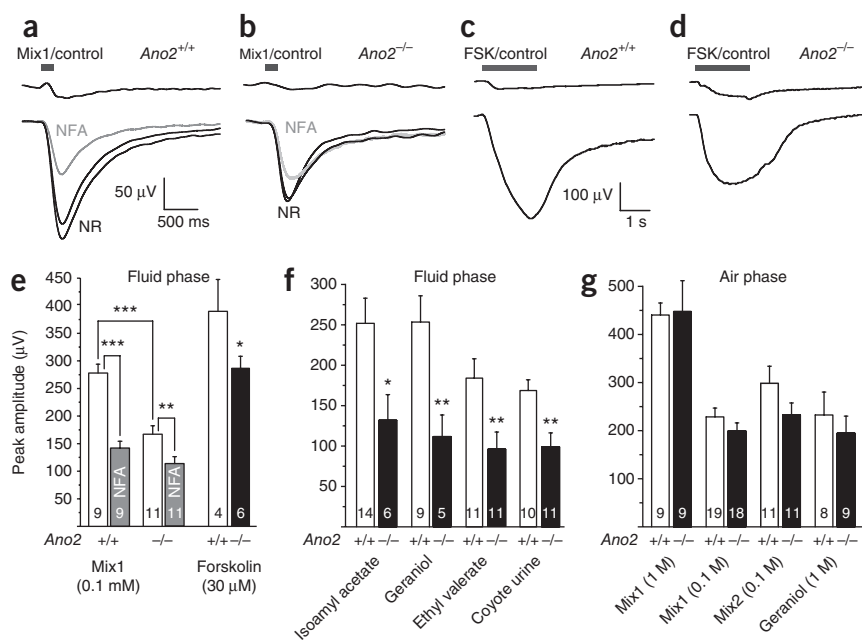 a
b
c
d
Mix1/control Ano2+/+
Mix1/control Ano2–/–
FSK/control Ano2+/+
FSK/control Ano2–/–
NFA
NR
50 µV
500 ms
NFA
NR
100 µV
1 s
e
Fluid phase
Peak amplitude (µV)
450
400
350
300
250
200
150
100
50
***
***
**
*
NFA
NFA
9 9 11 11 4 6
Ano2 +/+ –/– +/+ –/–
Mix1
(0.1 mM)
Forskolin
(30 µM)
f
Fluid phase
300
250
200
150
100
50
* ** ** **
14 6 9 5 11 11 10 11
Ano2 +/+ –/– +/+ –/– +/+ –/– +/+ –/–
Isoamyl acetate
Geraniol
Ethyl valerate
Coyote urine
g
Air phase
500
400
300
200
100
9 9 19 18 11 11 8 9
Ano2 +/+ –/– +/+ –/– +/+ –/– +/+ –/–
Mix1 (1 M)
Mix1 (0.1 M)
Mix2 (0.1 M)
Geraniol (1 M)